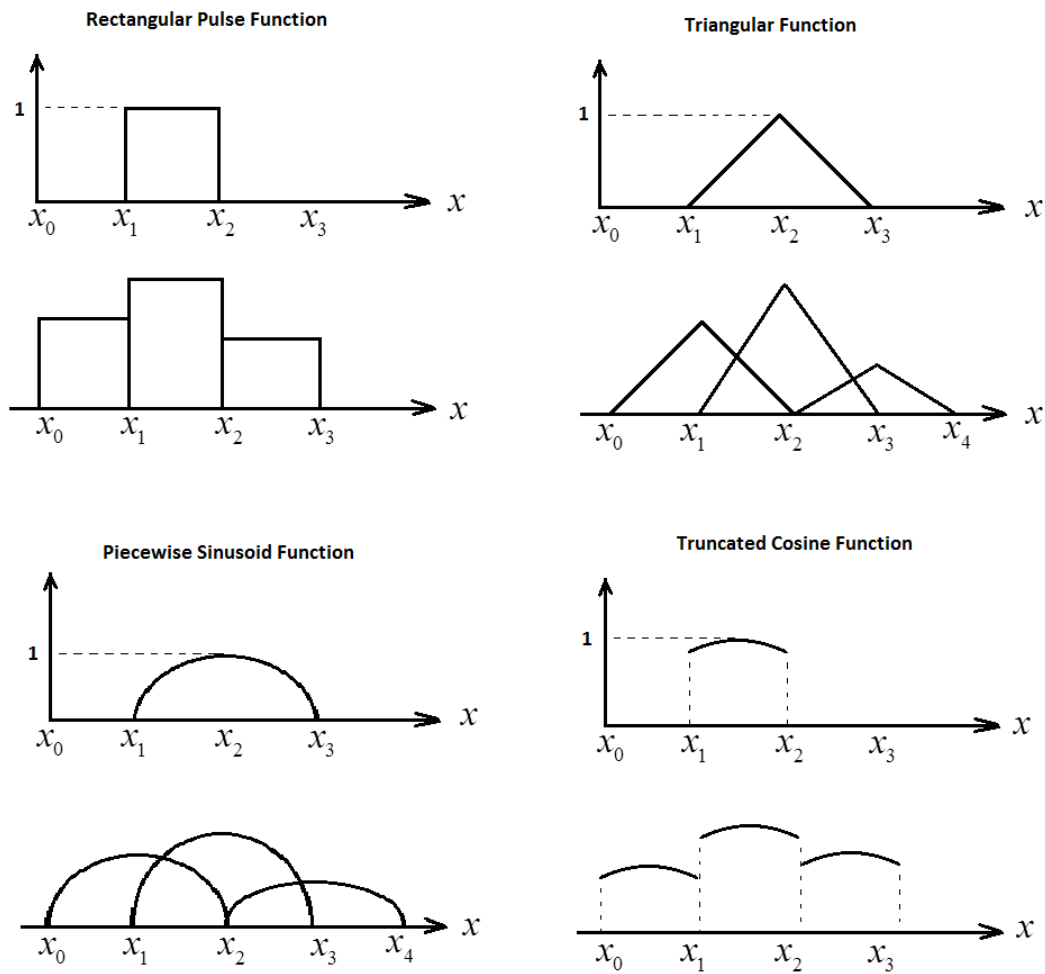 Rectangular Pulse Function
1
x
x₀ x₁ x₂ x₃
x
x₀ x₁ x₂ x₃
Triangular Function
1
x
x₀ x₁ x₂ x₃
x
x₀ x₁ x₂ x₃ x₄
Piecewise Sinusoid Function
1
x
x₀ x₁ x₂ x₃
x
x₀ x₁ x₂ x₃ x₄
Truncated Cosine Function
1
x
x₀ x₁ x₂ x₃
x
x₀ x₁ x₂ x₃